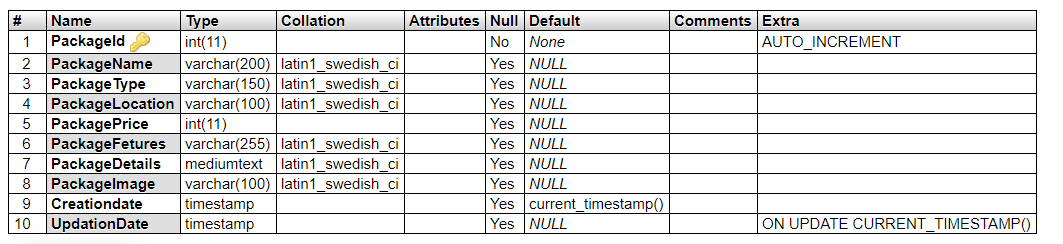 # Name Type Collation Attributes Null Default Comments Extra
1 PackageId int(11) No None AUTO_INCREMENT
2 PackageName varchar(200) latin1_swedish_ci Yes NULL
3 PackageType varchar(150) latin1_swedish_ci Yes NULL
4 PackageLocation varchar(100) latin1_swedish_ci Yes NULL
5 PackagePrice int(11) Yes NULL
6 PackageFetures varchar(255) latin1_swedish_ci Yes NULL
7 PackageDetails mediumtext latin1_swedish_ci Yes NULL
8 PackageImage varchar(100) latin1_swedish_ci Yes NULL
9 Creationdate timestamp Yes current_timestamp()
10 UpdationDate timestamp Yes NULL ON UPDATE CURRENT_TIMESTAMP()